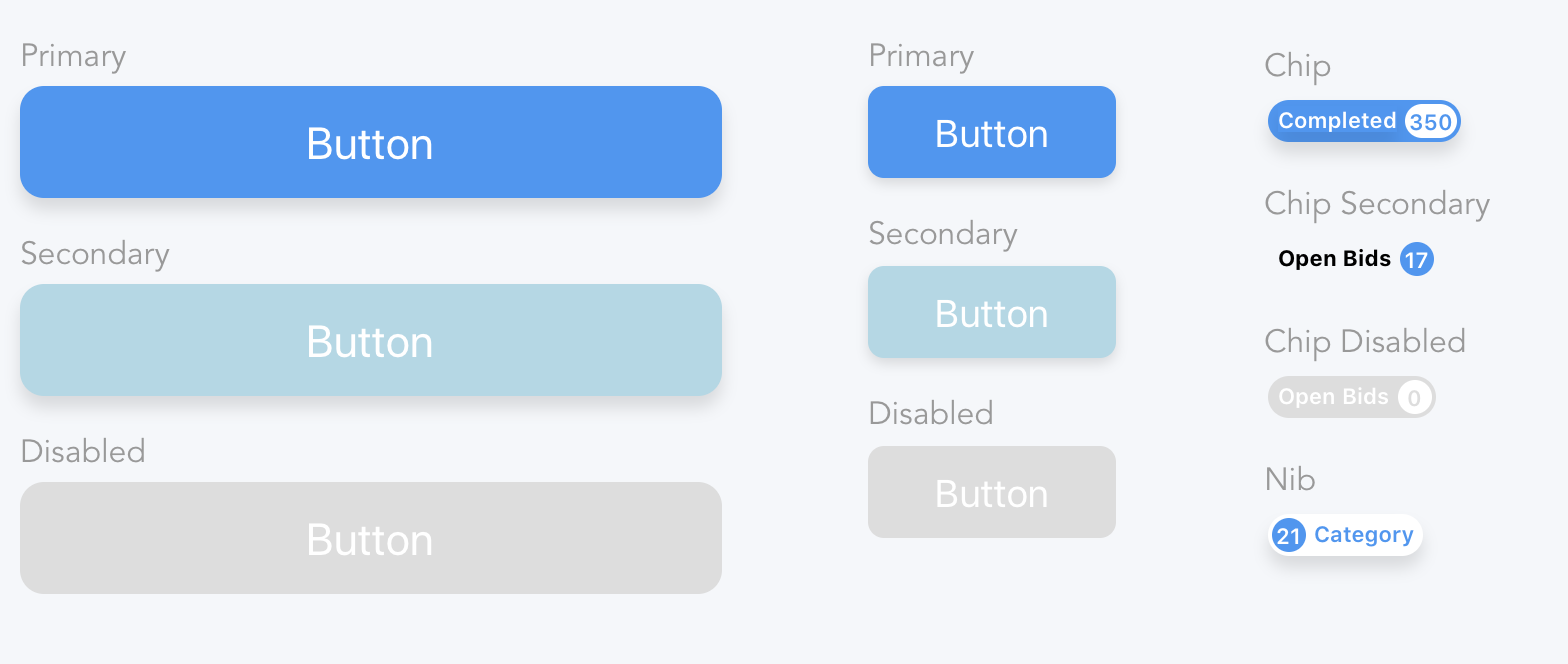 Primary
Button
Secondary
Button
Disabled
Button
Primary
Button
Secondary
Button
Disabled
Button
Chip
Completed 350
Chip Secondary
Open Bids 17
Chip Disabled
Open Bids 0
Nib
21 Category